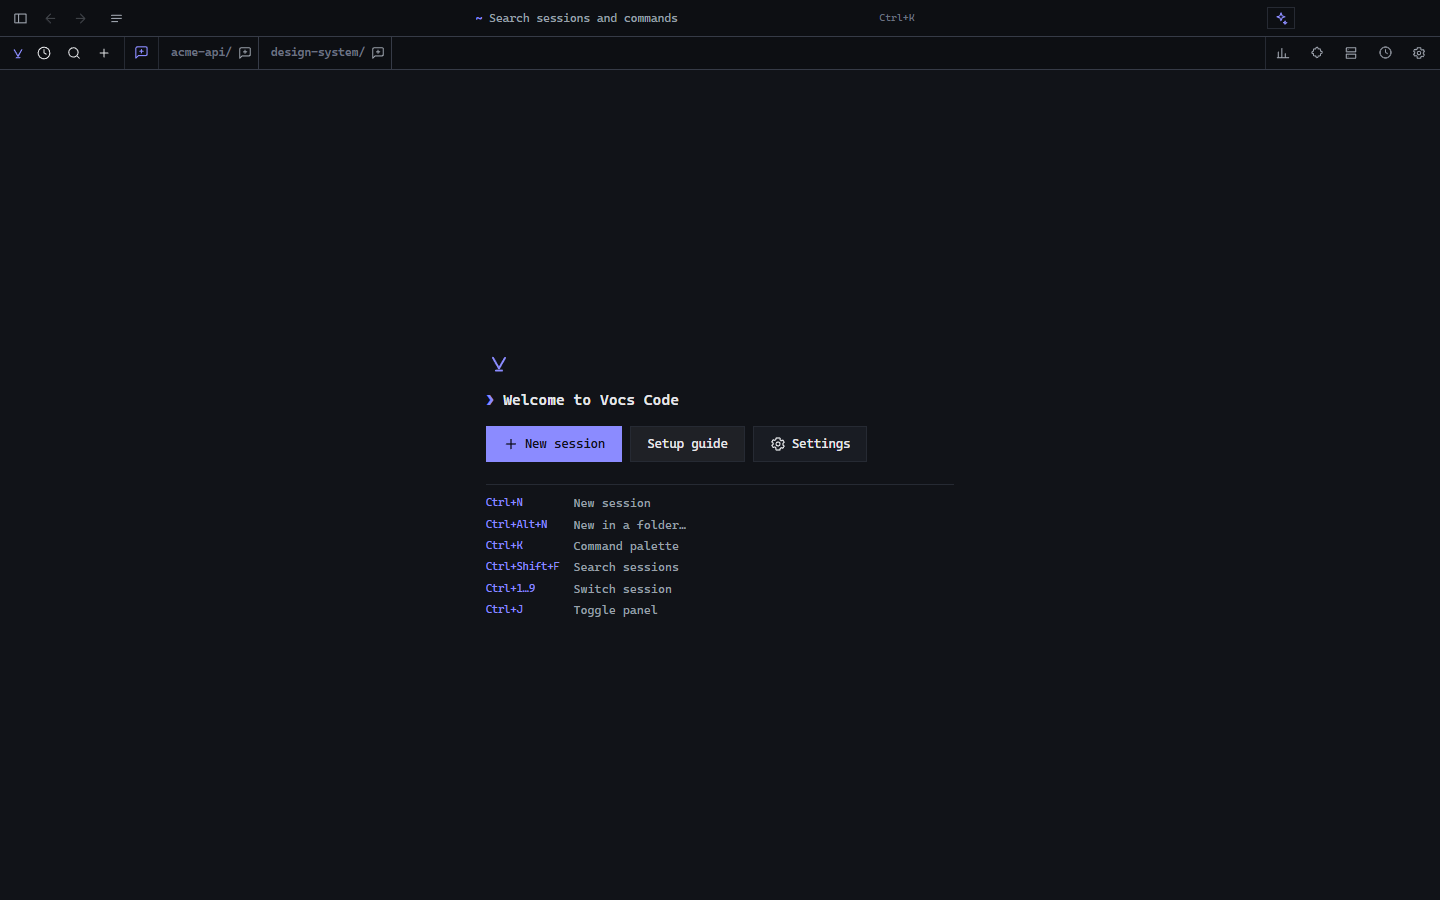 ~ Search sessions and commands Ctrl+K
acme-api/ design-system/
❯ Welcome to Vocs Code
New session Setup guide Settings
Ctrl+N New session
Ctrl+Alt+N New in a folder…
Ctrl+K Command palette
Ctrl+Shift+F Search sessions
Ctrl+1…9 Switch session
Ctrl+J Toggle panel